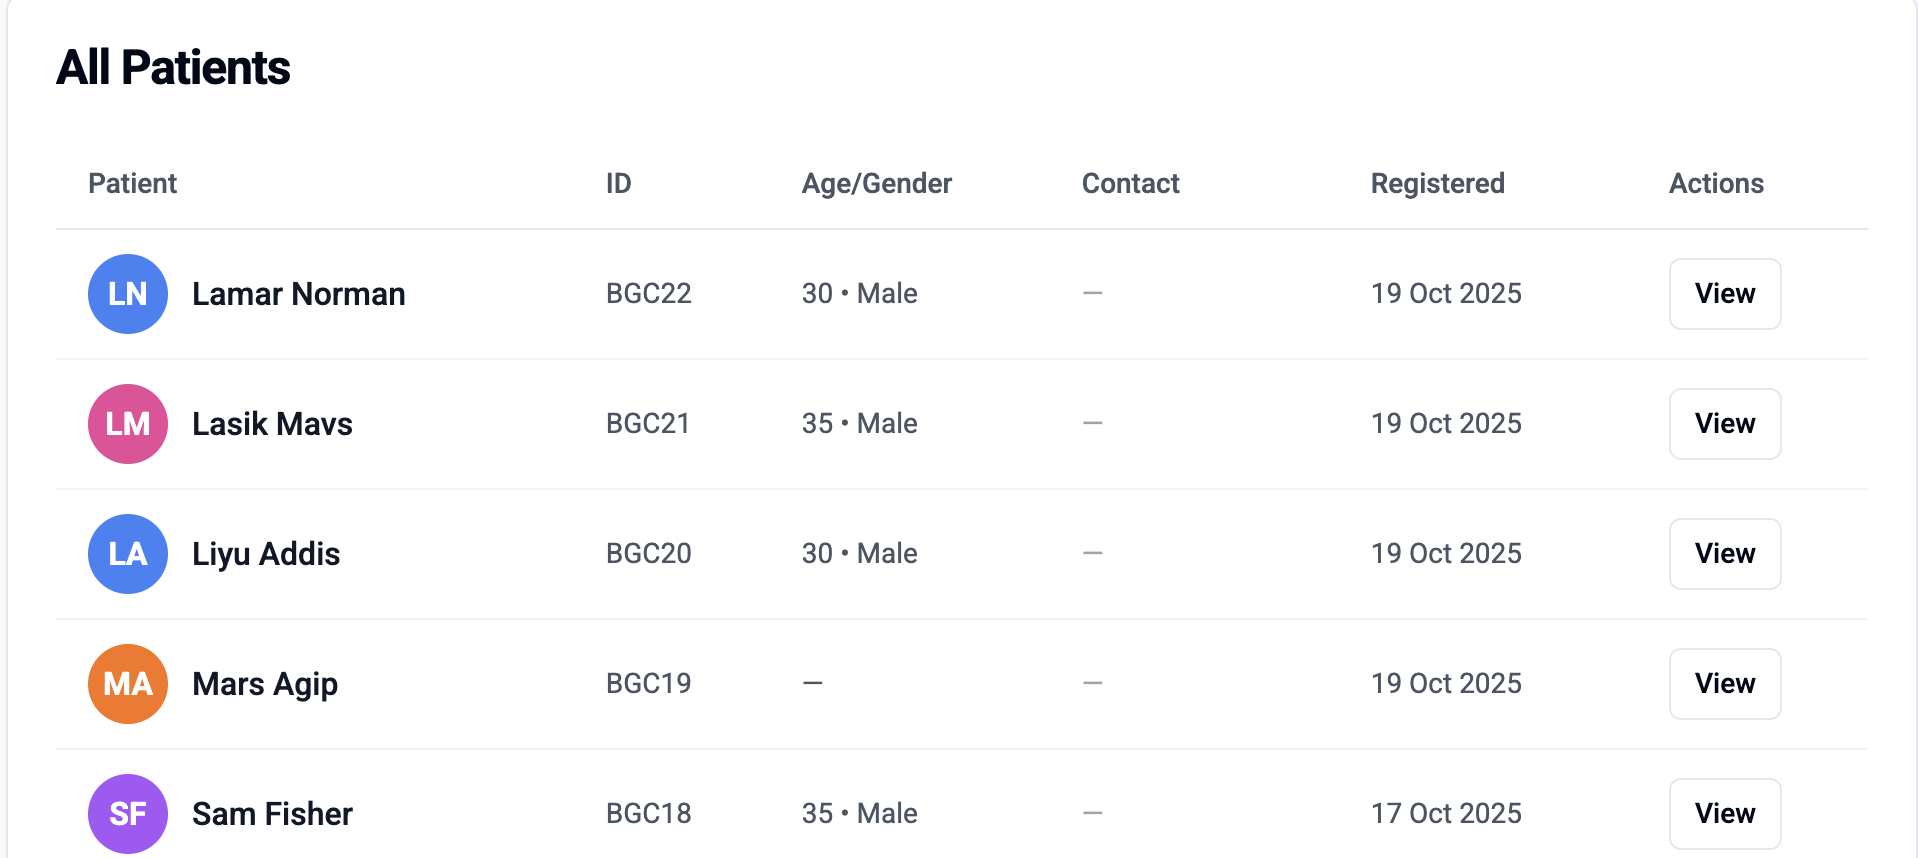 All Patients
Patient ID Age/Gender Contact Registered Actions
LN Lamar Norman BGC22 30 • Male — 19 Oct 2025 View
LM Lasik Mavs BGC21 35 • Male — 19 Oct 2025 View
LA Liyu Addis BGC20 30 • Male — 19 Oct 2025 View
MA Mars Agip BGC19 — — 19 Oct 2025 View
SF Sam Fisher BGC18 35 • Male — 17 Oct 2025 View